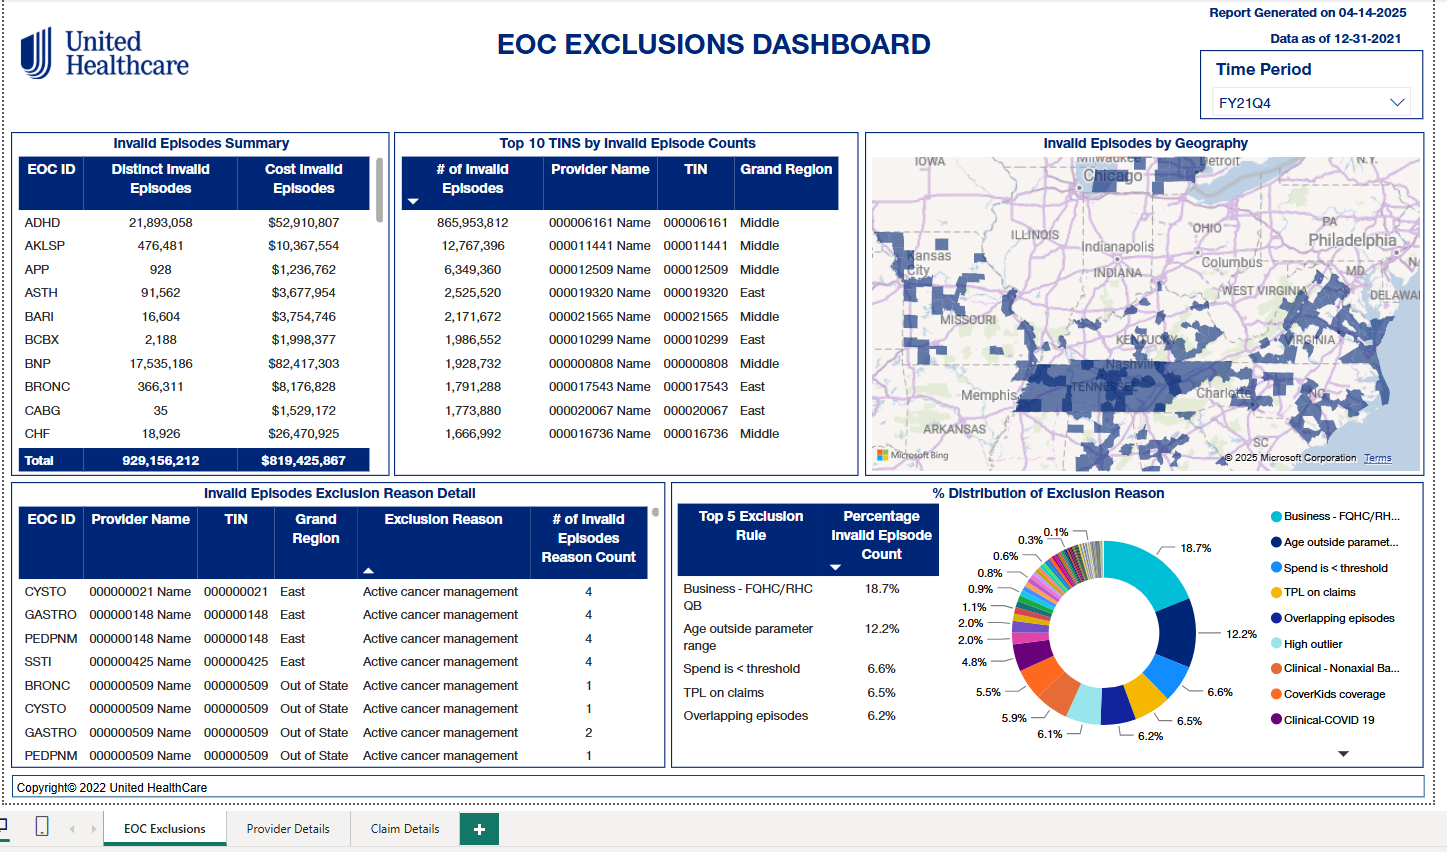 Report Generated on 04-14-2025
United
Healthcare
EOC EXCLUSIONS DASHBOARD
Data as of 12-31-2021
Time Period
FY21Q4
Invalid Episodes Summary
EOC ID Distinct Invalid Episodes Cost Invalid Episodes
ADHD 21,893,058 $52,910,807
AKLSP 476,481 $10,367,554
APP 928 $1,236,762
ASTH 91,562 $3,677,954
BARI 16,604 $3,754,746
BCBX 2,188 $1,998,377
BNP 17,535,186 $82,417,303
BRONC 366,311 $8,176,828
CABG 35 $1,529,172
CHF 18,926 $26,470,925
Total 929,156,212 $819,425,867
Top 10 TINS by Invalid Episode Counts
# of Invalid Episodes Provider Name TIN Grand Region
865,953,812 000006161 Name 000006161 Middle
12,767,396 000011441 Name 000011441 Middle
6,349,360 000012509 Name 000012509 Middle
2,525,520 000019320 Name 000019320 East
2,171,672 000021565 Name 000021565 Middle
1,986,552 000010299 Name 000010299 East
1,928,732 000000808 Name 000000808 Middle
1,791,288 000017543 Name 000017543 East
1,773,880 000020067 Name 000020067 East
1,666,992 000016736 Name 000016736 Middle
Invalid Episodes by Geography
IOWA
Milwaukee
Detroit
N.Y.
Chicago
ILLINOIS
Indianapolis
OHIO
PA
Philadelphia
Kansas
City
INDIANA
Columbus
MD
WEST VIRGINIA
DELAWA
MISSOURI
KENTUCKY
VIRGINIA
Nashville
TENNESSEE
Memphis
Charlotte
NC
ARKANSAS
SC
Microsoft Bing
© 2025 Microsoft Corporation Terms
Invalid Episodes Exclusion Reason Detail
EOC ID Provider Name TIN Grand Region Exclusion Reason # of Invalid Episodes Reason Count
CYSTO 000000021 Name 000000021 East Active cancer management 4
GASTRO 000000148 Name 000000148 East Active cancer management 4
PEDPNM 000000148 Name 000000148 East Active cancer management 4
SSTI 000000425 Name 000000425 East Active cancer management 4
BRONC 000000509 Name 000000509 Out of State Active cancer management 1
CYSTO 000000509 Name 000000509 Out of State Active cancer management 1
GASTRO 000000509 Name 000000509 Out of State Active cancer management 2
PEDPNM 000000509 Name 000000509 Out of State Active cancer management 1
% Distribution of Exclusion Reason
Top 5 Exclusion Rule Percentage Invalid Episode Count
Business - FQHC/RHC QB 18.7%
Age outside parameter range 12.2%
Spend is < threshold 6.6%
TPL on claims 6.5%
Overlapping episodes 6.2%
18.7%
12.2%
6.6%
6.5%
6.2%
6.1%
5.9%
5.5%
4.8%
2.0%
2.0%
1.1%
0.9%
0.8%
0.6%
0.3%
0.1%
Business - FQHC/RH...
Age outside paramet...
Spend is < threshold
TPL on claims
Overlapping episodes
High outlier
Clinical - Nonaxial Ba...
CoverKids coverage
Clinical-COVID 19
Copyright© 2022 United HealthCare
EOC Exclusions
Provider Details
Claim Details
+